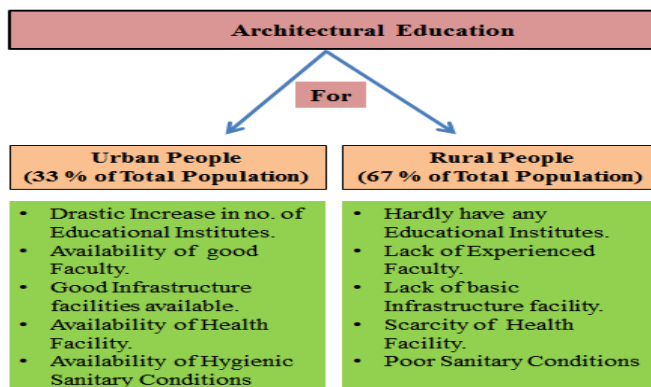 Architectural Education
For
Urban People
(33 % of Total Population)
• Drastic Increase in no. of
Educational Institutes.
• Availability of good
Faculty.
• Good Infrastructure
facilities available.
• Availability of Health
Facility.
• Availability of Hygienic
Sanitary Conditions
Rural People
(67 % of Total Population)
• Hardly have any
Educational Institutes.
• Lack of Experienced
Faculty.
• Lack of basic
Infrastructure facility.
• Scarcity of Health
Facility.
• Poor Sanitary Conditions